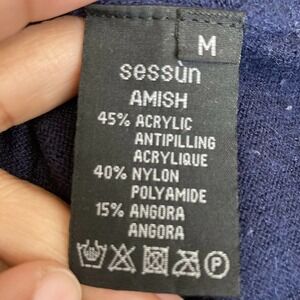 M
sessùn
AMISH
45% ACRYLIC
ANTIPILLING
ACRYLIQUE
40% NYLON
POLYAMIDE
15% ANGORA
ANGORA
P